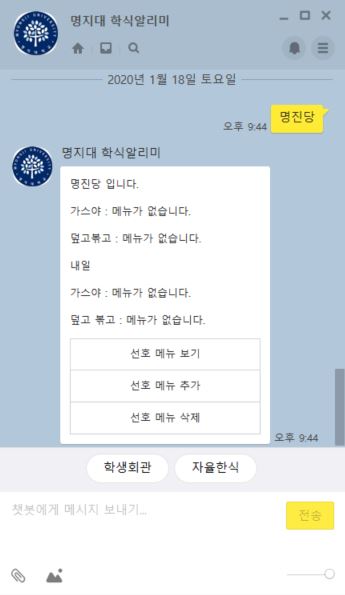 명지대 학식알리미
2020년 1월 18일 토요일
명진당
오후 9:44
명지대 학식알리미
명진당 입니다.
가스야 : 메뉴가 없습니다.
덮고볶고 : 메뉴가 없습니다.
내일
가스야 : 메뉴가 없습니다.
덮고 볶고 : 메뉴가 없습니다.
선호 메뉴 보기
선호 메뉴 추가
선호 메뉴 삭제
오후 9:44
학생회관
자율한식
챗봇에게 메시지 보내기...
전송